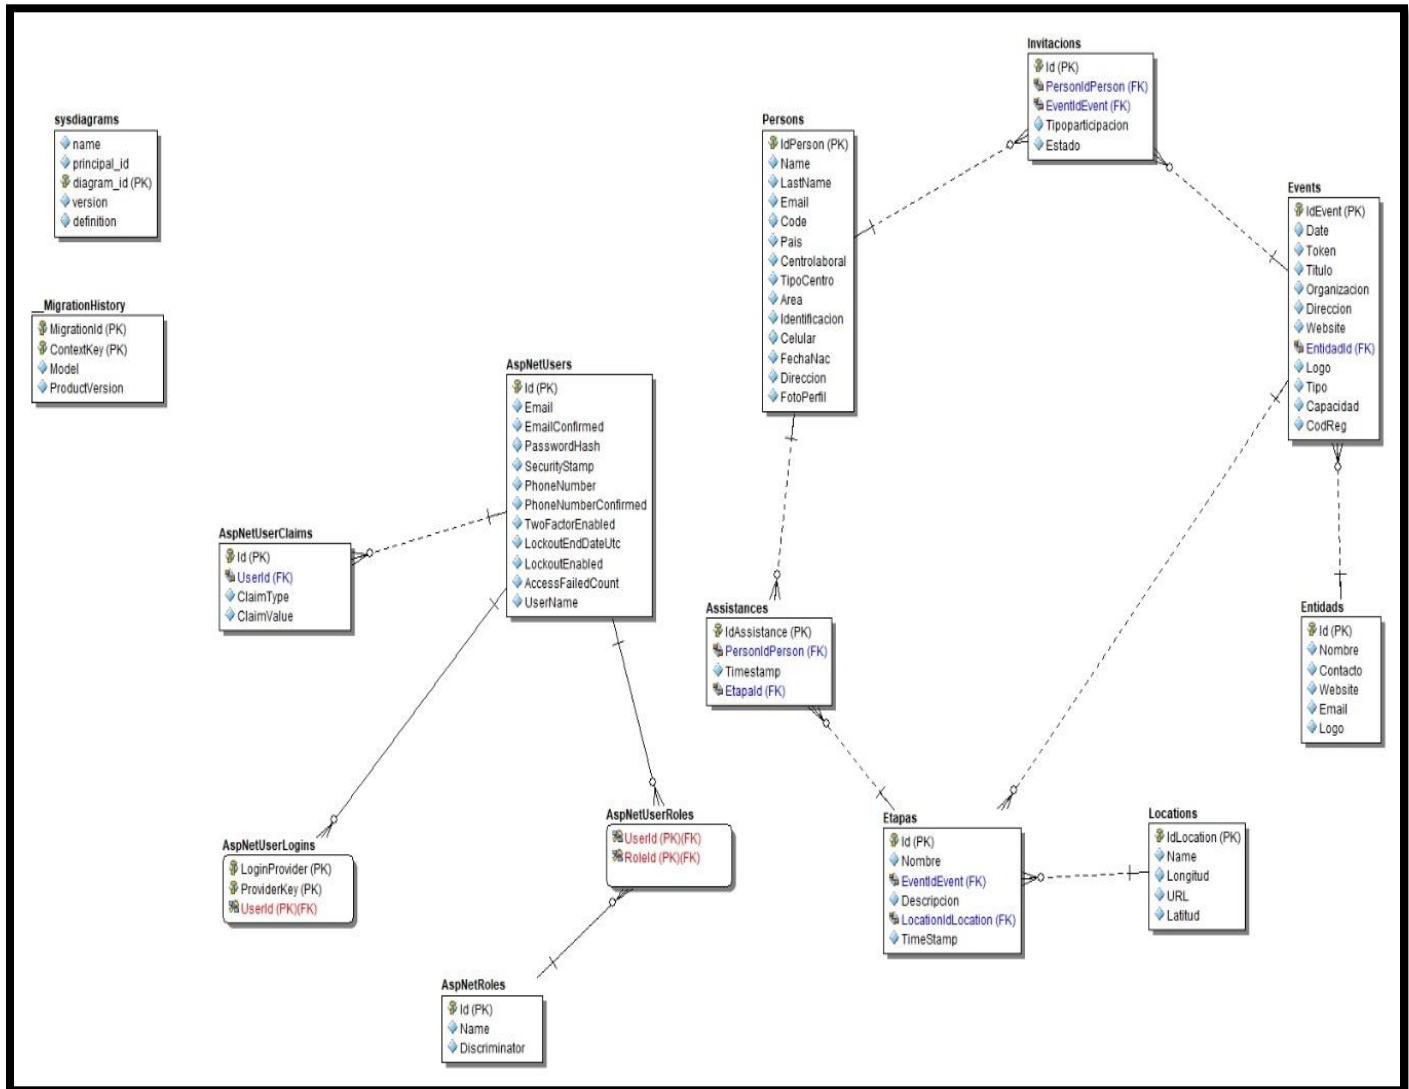 sysdiagrams
name
principal_id
diagram_id (PK)
version
definition
__MigrationHistory
MigrationId (PK)
ContextKey (PK)
Model
ProductVersion
AspNetUsers
Id (PK)
Email
EmailConfirmed
PasswordHash
SecurityStamp
PhoneNumber
PhoneNumberConfirmed
TwoFactorEnabled
LockoutEndDateUtc
LockoutEnabled
AccessFailedCount
UserName
AspNetUserClaims
Id (PK)
UserId (FK)
ClaimType
ClaimValue
AspNetUserLogins
LoginProvider (PK)
ProviderKey (PK)
UserId (PK)(FK)
AspNetUserRoles
UserId (PK)(FK)
RoleId (PK)(FK)
AspNetRoles
Id (PK)
Name
Discriminator
Persons
IdPerson (PK)
Name
LastName
Email
Code
Pais
Centrolaboral
TipoCentro
Area
Identificacion
Celular
FechaNac
Direccion
FotoPerfil
Invitacions
Id (PK)
PersonIdPerson (FK)
EventIdEvent (FK)
Tipoparticipacion
Estado
Events
IdEvent (PK)
Date
Token
Titulo
Organizacion
Direccion
Website
EntidadId (FK)
Logo
Tipo
Capacidad
CodReg
Assistances
IdAssistance (PK)
PersonIdPerson (FK)
Timestamp
EtapaId (FK)
Entidads
Id (PK)
Nombre
Contacto
Website
Email
Logo
Etapas
Id (PK)
Nombre
EventIdEvent (FK)
Descripcion
LocationIdLocation (FK)
TimeStamp
Locations
IdLocation (PK)
Name
Longitud
URL
Latitud